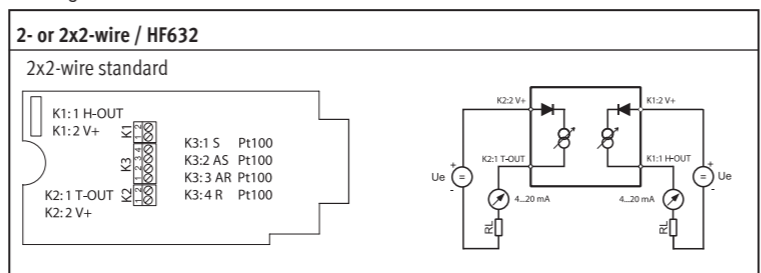 2- or 2x2-wire / HF632
2x2-wire standard
K1: 1 H-OUT
K1: 2 V+
K1
1 2
K3
1 2 3 4
K2
1 2
K3:1 S Pt100
K3:2 AS Pt100
K3:3 AR Pt100
K3:4 R Pt100
K2: 1 T-OUT
K2: 2 V+
K2:2 V+
K1:2 V+
K2:1 T-OUT
K1:1 H-OUT
+
Ue
=
-
4...20 mA
RL
+
=
Ue
-
4...20 mA
RL